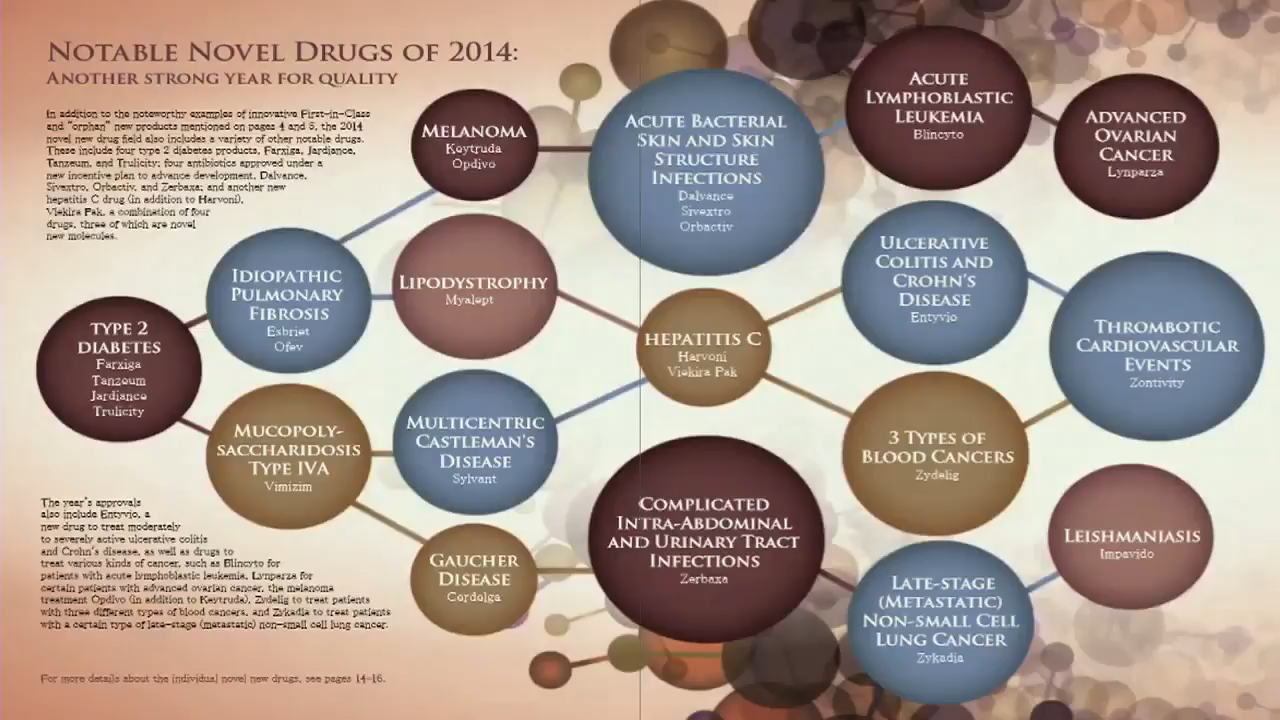 NOTABLE NOVEL DRUGS OF 2014:
ANOTHER STRONG YEAR FOR QUALITY
In addition to the noteworthy examples of innovative First-in-Class
and "orphan" new products mentioned on pages 4 and 5, the 2014
novel new drug field also includes a variety of other notable drugs.
These include four type 2 diabetes products, Farxiga, Jardiance,
Tanzeum, and Trulicity; four antibiotics approved under a
new incentive plan to advance development, Dalvance,
Sivextro, Orbactiv, and Zerbaxa; and another new
hepatitis C drug (in addition to Harvoni),
Viekira Pak, a combination of four
drugs, three of which are novel
new molecules.
TYPE 2
DIABETES
Farxiga
Tanzeum
Jardiance
Trulicity
IDIOPATHIC
PULMONARY
FIBROSIS
Esbriet
Ofev
MUCOPOLY-
SACCHARIDOSIS
TYPE IVA
Vimizim
MELANOMA
Keytruda
Opdivo
LIPODYSTROPHY
Myalept
MULTICENTRIC
CASTLEMAN'S
DISEASE
Sylvant
GAUCHER
DISEASE
Cerdelga
ACUTE BACTERIAL
SKIN AND SKIN
STRUCTURE
INFECTIONS
Dalvance
Sivextro
Orbactiv
HEPATITIS C
Harvoni
Viekira Pak
COMPLICATED
INTRA-ABDOMINAL
AND URINARY TRACT
INFECTIONS
Zerbaxa
ACUTE
LYMPHOBLASTIC
LEUKEMIA
Blincyto
ULCERATIVE
COLITIS AND
CROHN'S
DISEASE
Entyvio
3 TYPES OF
BLOOD CANCERS
Zydelig
LATE-STAGE
(METASTATIC)
NON-SMALL CELL
LUNG CANCER
Zykadia
ADVANCED
OVARIAN
CANCER
Lynparza
THROMBOTIC
CARDIOVASCULAR
EVENTS
Zontivity
LEISHMANIASIS
Impavido
The year's approvals
also include Entyvio, a
new drug to treat moderately
to severely active ulcerative colitis
and Crohn's disease, as well as drugs to
treat various kinds of cancer, such as Blincyto for
patients with acute lymphoblastic leukemia, Lynparza for
certain patients with advanced ovarian cancer, the melanoma
treatment Opdivo (in addition to Keytruda), Zydelig to treat patients
with three different types of blood cancers, and Zykadia to treat patients
with a certain type of late-stage (metastatic) non-small cell lung cancer.
For more details about the individual novel new drugs, see pages 14-16.